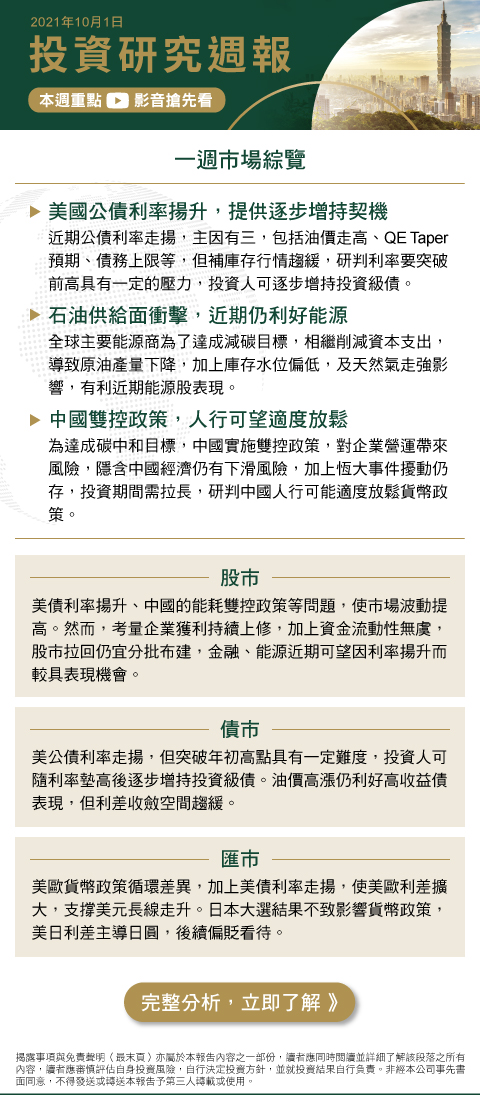 2021年10月1日
投資研究週報
本週重點 影音搶先看
一週市場綜覽
美國公債利率揚升，提供逐步增持契機
近期公債利率走揚，主因有三，包括油價走高、QE Taper
預期、債務上限等，但補庫存行情趨緩，研判利率要突破
前高具有一定的壓力，投資人可逐步增持投資級債。
石油供給面衝擊，近期仍利好能源
全球主要能源商為了達成減碳目標，相繼削減資本支出，
導致原油產量下降，加上庫存水位偏低，及天然氣走強影
響，有利近期能源股表現。
中國雙控政策，人行可望適度放鬆
為達成碳中和目標，中國實施雙控政策，對企業營運帶來
風險，隱含中國經濟仍有下滑風險，加上恆大事件擾動仍
存，投資期間需拉長，研判中國人行可能適度放鬆貨幣政
策。
股市
美債利率揚升、中國的能耗雙控政策等問題，使市場波動提
高。然而，考量企業獲利持續上修，加上資金流動性無虞，
股市拉回仍宜分批布建，金融、能源近期可望因利率揚升而
較具表現機會。
債市
美公債利率走揚，但突破年初高點具有一定難度，投資人可
隨利率墊高後逐步增持投資級債。油價高漲仍利好高收益債
表現，但利差收斂空間趨緩。
匯市
美歐貨幣政策循環差異，加上美債利率走揚，使美歐利差擴
大，支撐美元長線走升。日本大選結果不致影響貨幣政策，
美日利差主導日圓，後續偏貶看待。
完整分析，立即了解 》
揭露事項與免責聲明（最末頁）亦屬於本報告內容之一部份，讀者應同時閱讀並詳細了解該段落之所有
內容，讀者應審慎評估自身投資風險，自行決定投資方針，並就投資結果自行負責。非經本公司事先書
面同意，不得發送或轉送本報告予第三人轉載或使用。